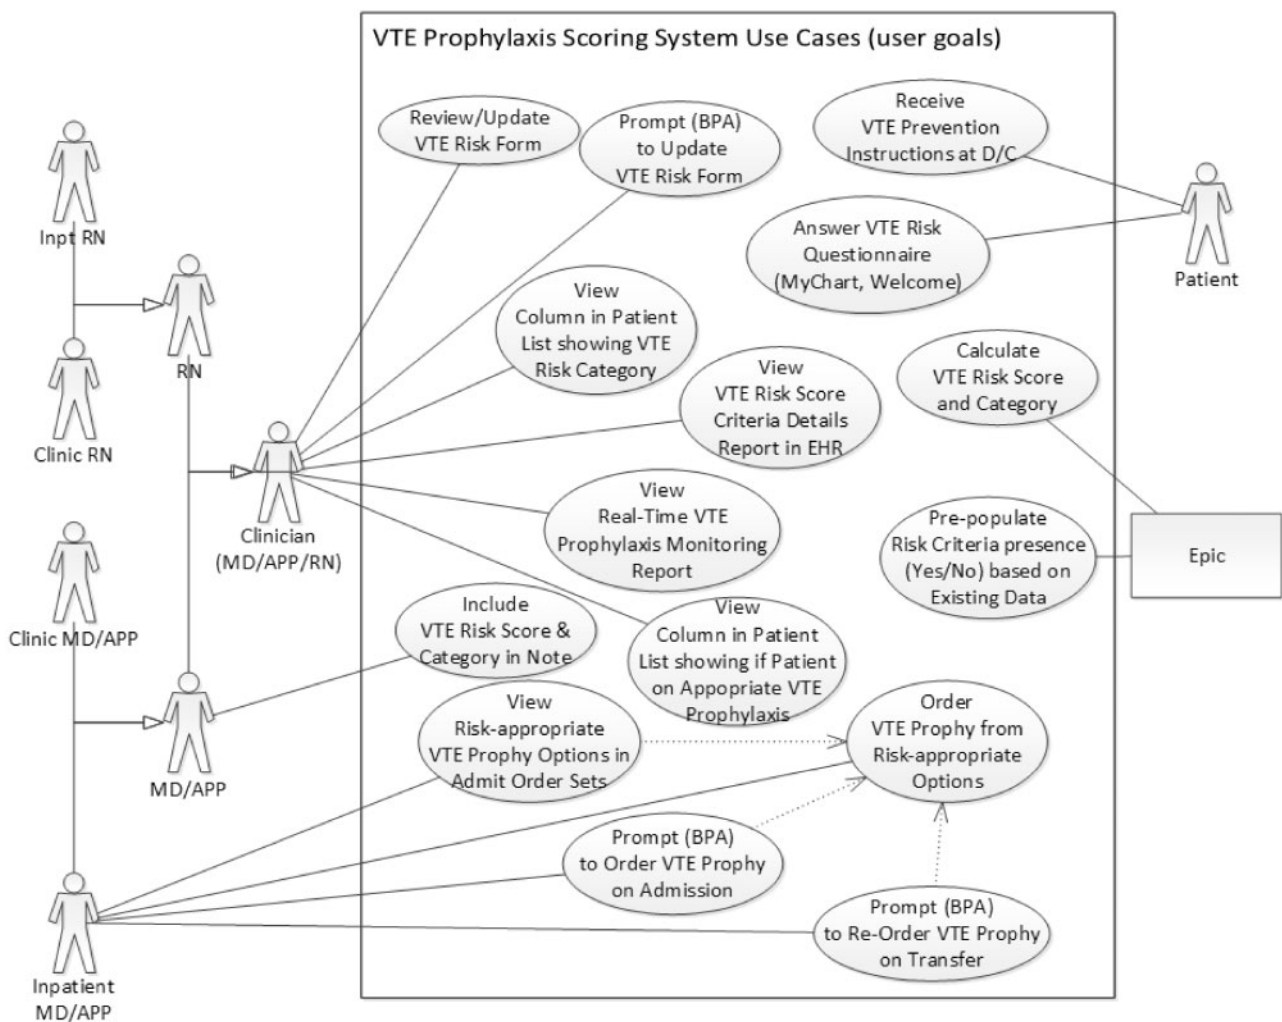 VTE Prophylaxis Scoring System Use Cases (user goals)
Review/Update
VTE Risk Form
Prompt (BPA)
to Update
VTE Risk Form
Receive
VTE Prevention
Instructions at D/C
Inpt RN
Answer VTE Risk
Questionnaire
(MyChart, Welcome)
Patient
View
Column in Patient
List showing VTE
Risk Category
RN
Calculate
VTE Risk Score
and Category
View
VTE Risk Score
Criteria Details
Report in EHR
Clinic RN
View
Real-Time VTE
Prophylaxis Monitoring
Report
Clinician
(MD/APP/RN)
Pre-populate
Risk Criteria presence
(Yes/No) based on
Existing Data
Epic
Clinic MD/APP
Include
VTE Risk Score &
Category in Note
View
Column in Patient
List showing if Patient
on Appopriate VTE
Prophylaxis
MD/APP
View
Risk-appropriate
VTE Prophy Options in
Admit Order Sets
Order
VTE Prophy from
Risk-appropriate
Options
Prompt (BPA)
to Order VTE Prophy
on Admission
Prompt (BPA)
to Re-Order VTE Prophy
on Transfer
Inpatient
MD/APP